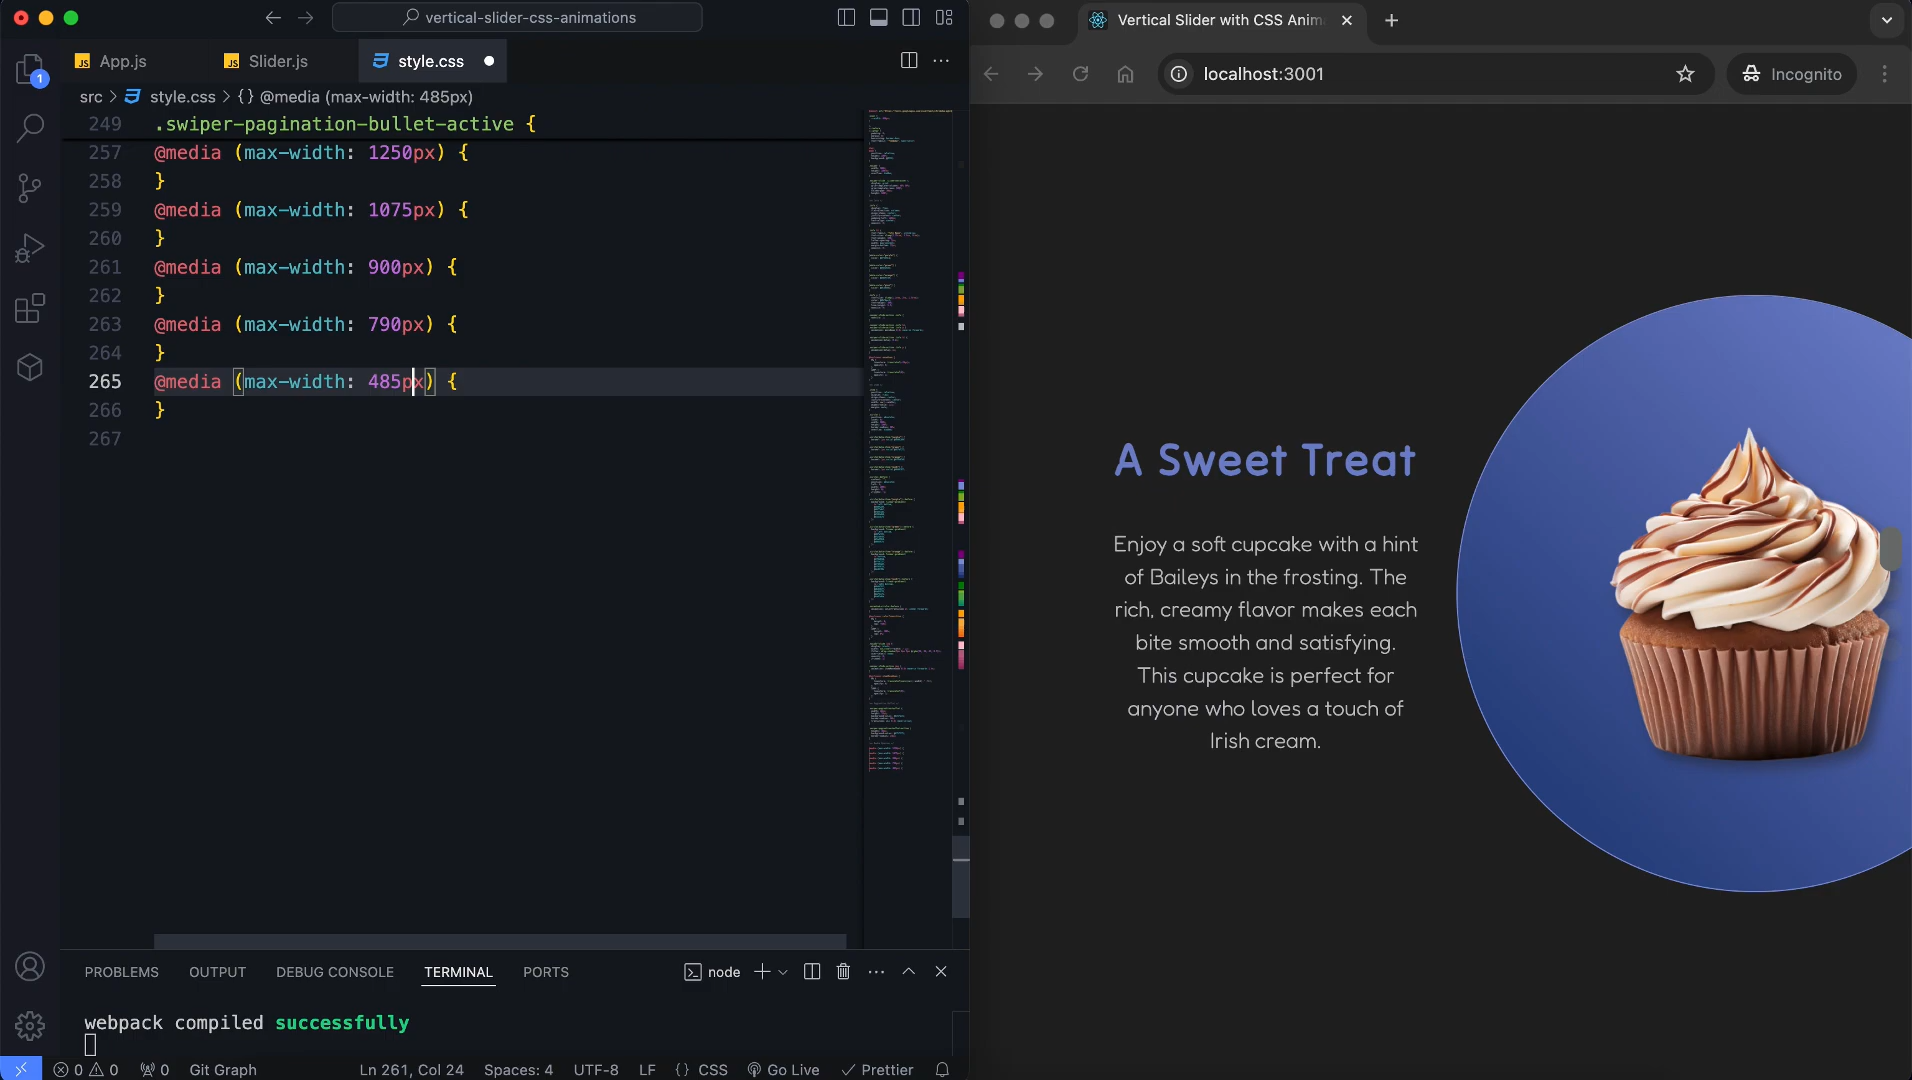 vertical-slider-css-animations
App.js
Slider.js
style.css
src > style.css > {} @media (max-width: 485px)
249 .swiper-pagination-bullet-active {
257 @media (max-width: 1250px) {
258 }
259 @media (max-width: 1075px) {
260 }
261 @media (max-width: 900px) {
262 }
263 @media (max-width: 790px) {
264 }
265 @media (max-width: 485px) {
266 }
267
1
PROBLEMS OUTPUT DEBUG CONSOLE TERMINAL PORTS
node
webpack compiled successfully
0 0 0 Git Graph Ln 261, Col 24 Spaces: 4 UTF-8 LF {} CSS Go Live Prettier
Vertical Slider with CSS Anim
localhost:3001
Incognito
A Sweet Treat
Enjoy a soft cupcake with a hint
of Baileys in the frosting. The
rich, creamy flavor makes each
bite smooth and satisfying.
This cupcake is perfect for
anyone who loves a touch of
Irish cream.